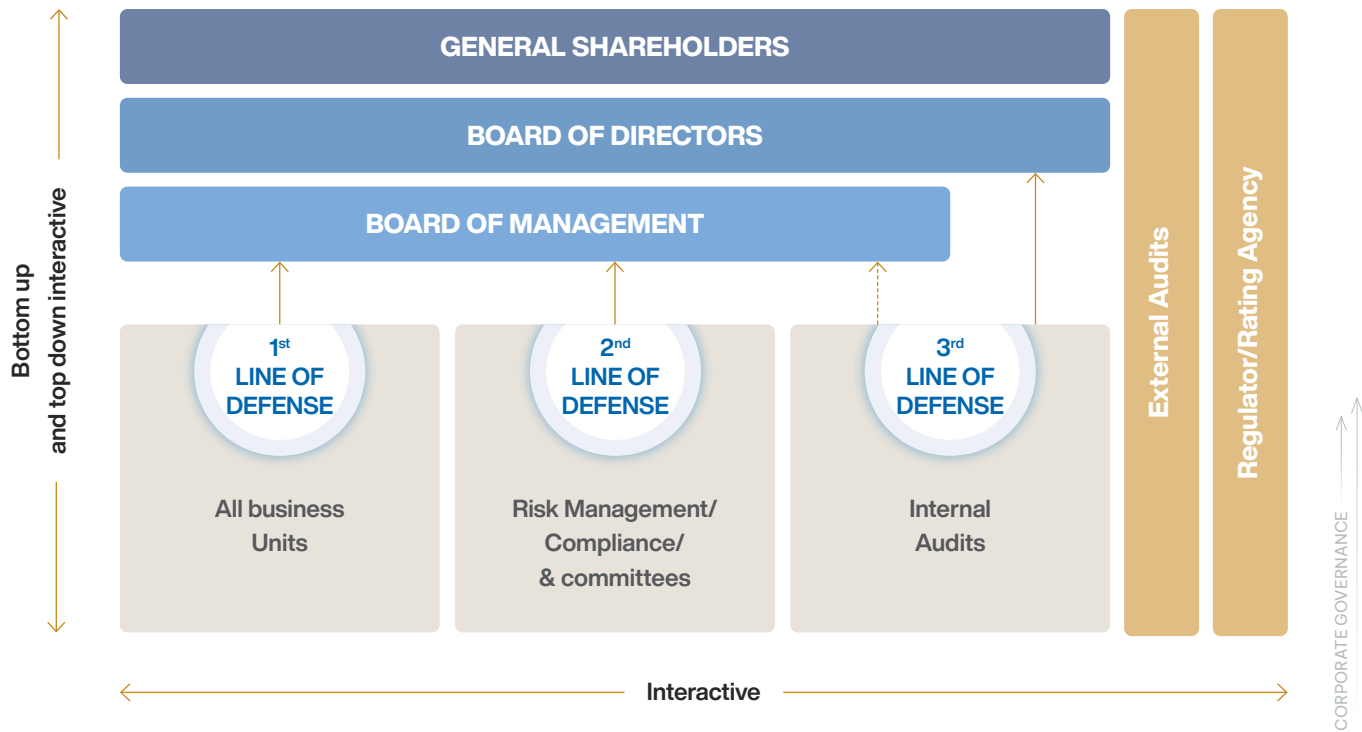 GENERAL SHAREHOLDERS
BOARD OF DIRECTORS
BOARD OF MANAGEMENT
Bottom up
and top down interactive
1st
LINE OF
DEFENSE
All business
Units
2nd
LINE OF
DEFENSE
Risk Management/
Compliance/
& committees
3rd
LINE OF
DEFENSE
Internal
Audits
External Audits
Regulator/Rating Agency
Interactive
CORPORATE GOVERNANCE